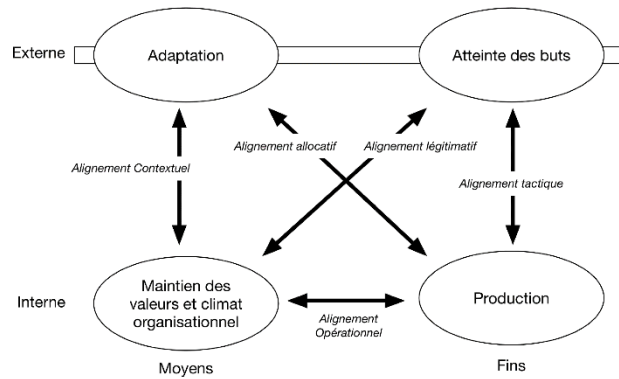 Externe
Adaptation
Atteinte des buts
Alignement allocatif
Alignement légitimatif
Alignement Contextuel
Alignement tactique
Interne
Maintien des
valeurs et climat
organisationnel
Production
Alignement
Opérationnel
Moyens
Fins